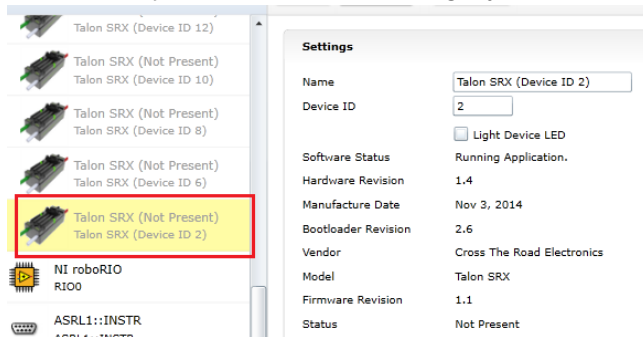 Talon SRX (Device ID 12)
Talon SRX (Not Present)
Talon SRX (Device ID 10)
Talon SRX (Not Present)
Talon SRX (Device ID 8)
Talon SRX (Not Present)
Talon SRX (Device ID 6)
Talon SRX (Not Present)
Talon SRX (Device ID 2)
NI roboRIO
RIO0
ASRL1::INSTR
Settings
Name Talon SRX (Device ID 2)
Device ID 2
Light Device LED
Software Status Running Application.
Hardware Revision 1.4
Manufacture Date Nov 3, 2014
Bootloader Revision 2.6
Vendor Cross The Road Electronics
Model Talon SRX
Firmware Revision 1.1
Status Not Present